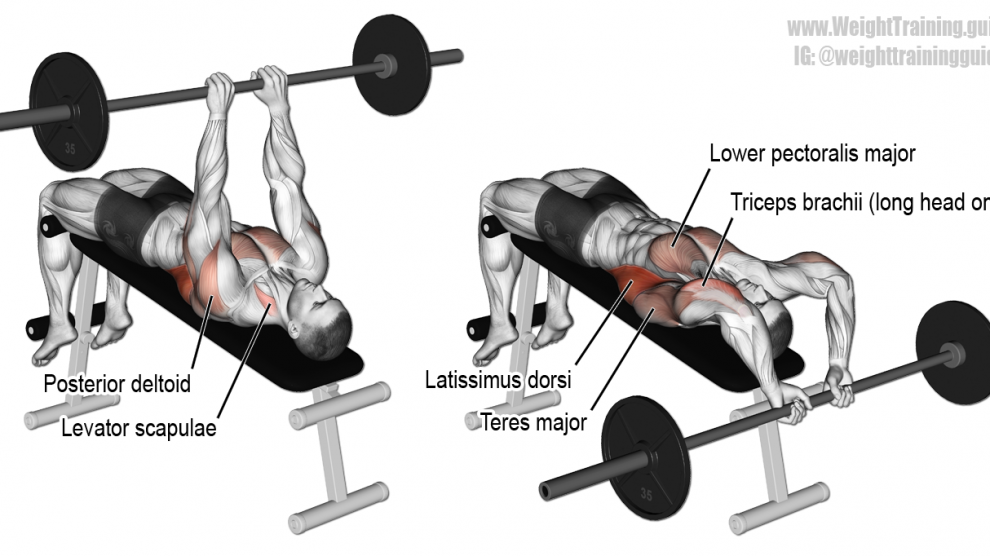 www.WeightTraining.gui
IG: @weighttrainingguid
35
Lower pectoralis major
Triceps brachii (long head on
Posterior deltoid
Levator scapulae
Latissimus dorsi
Teres major
35